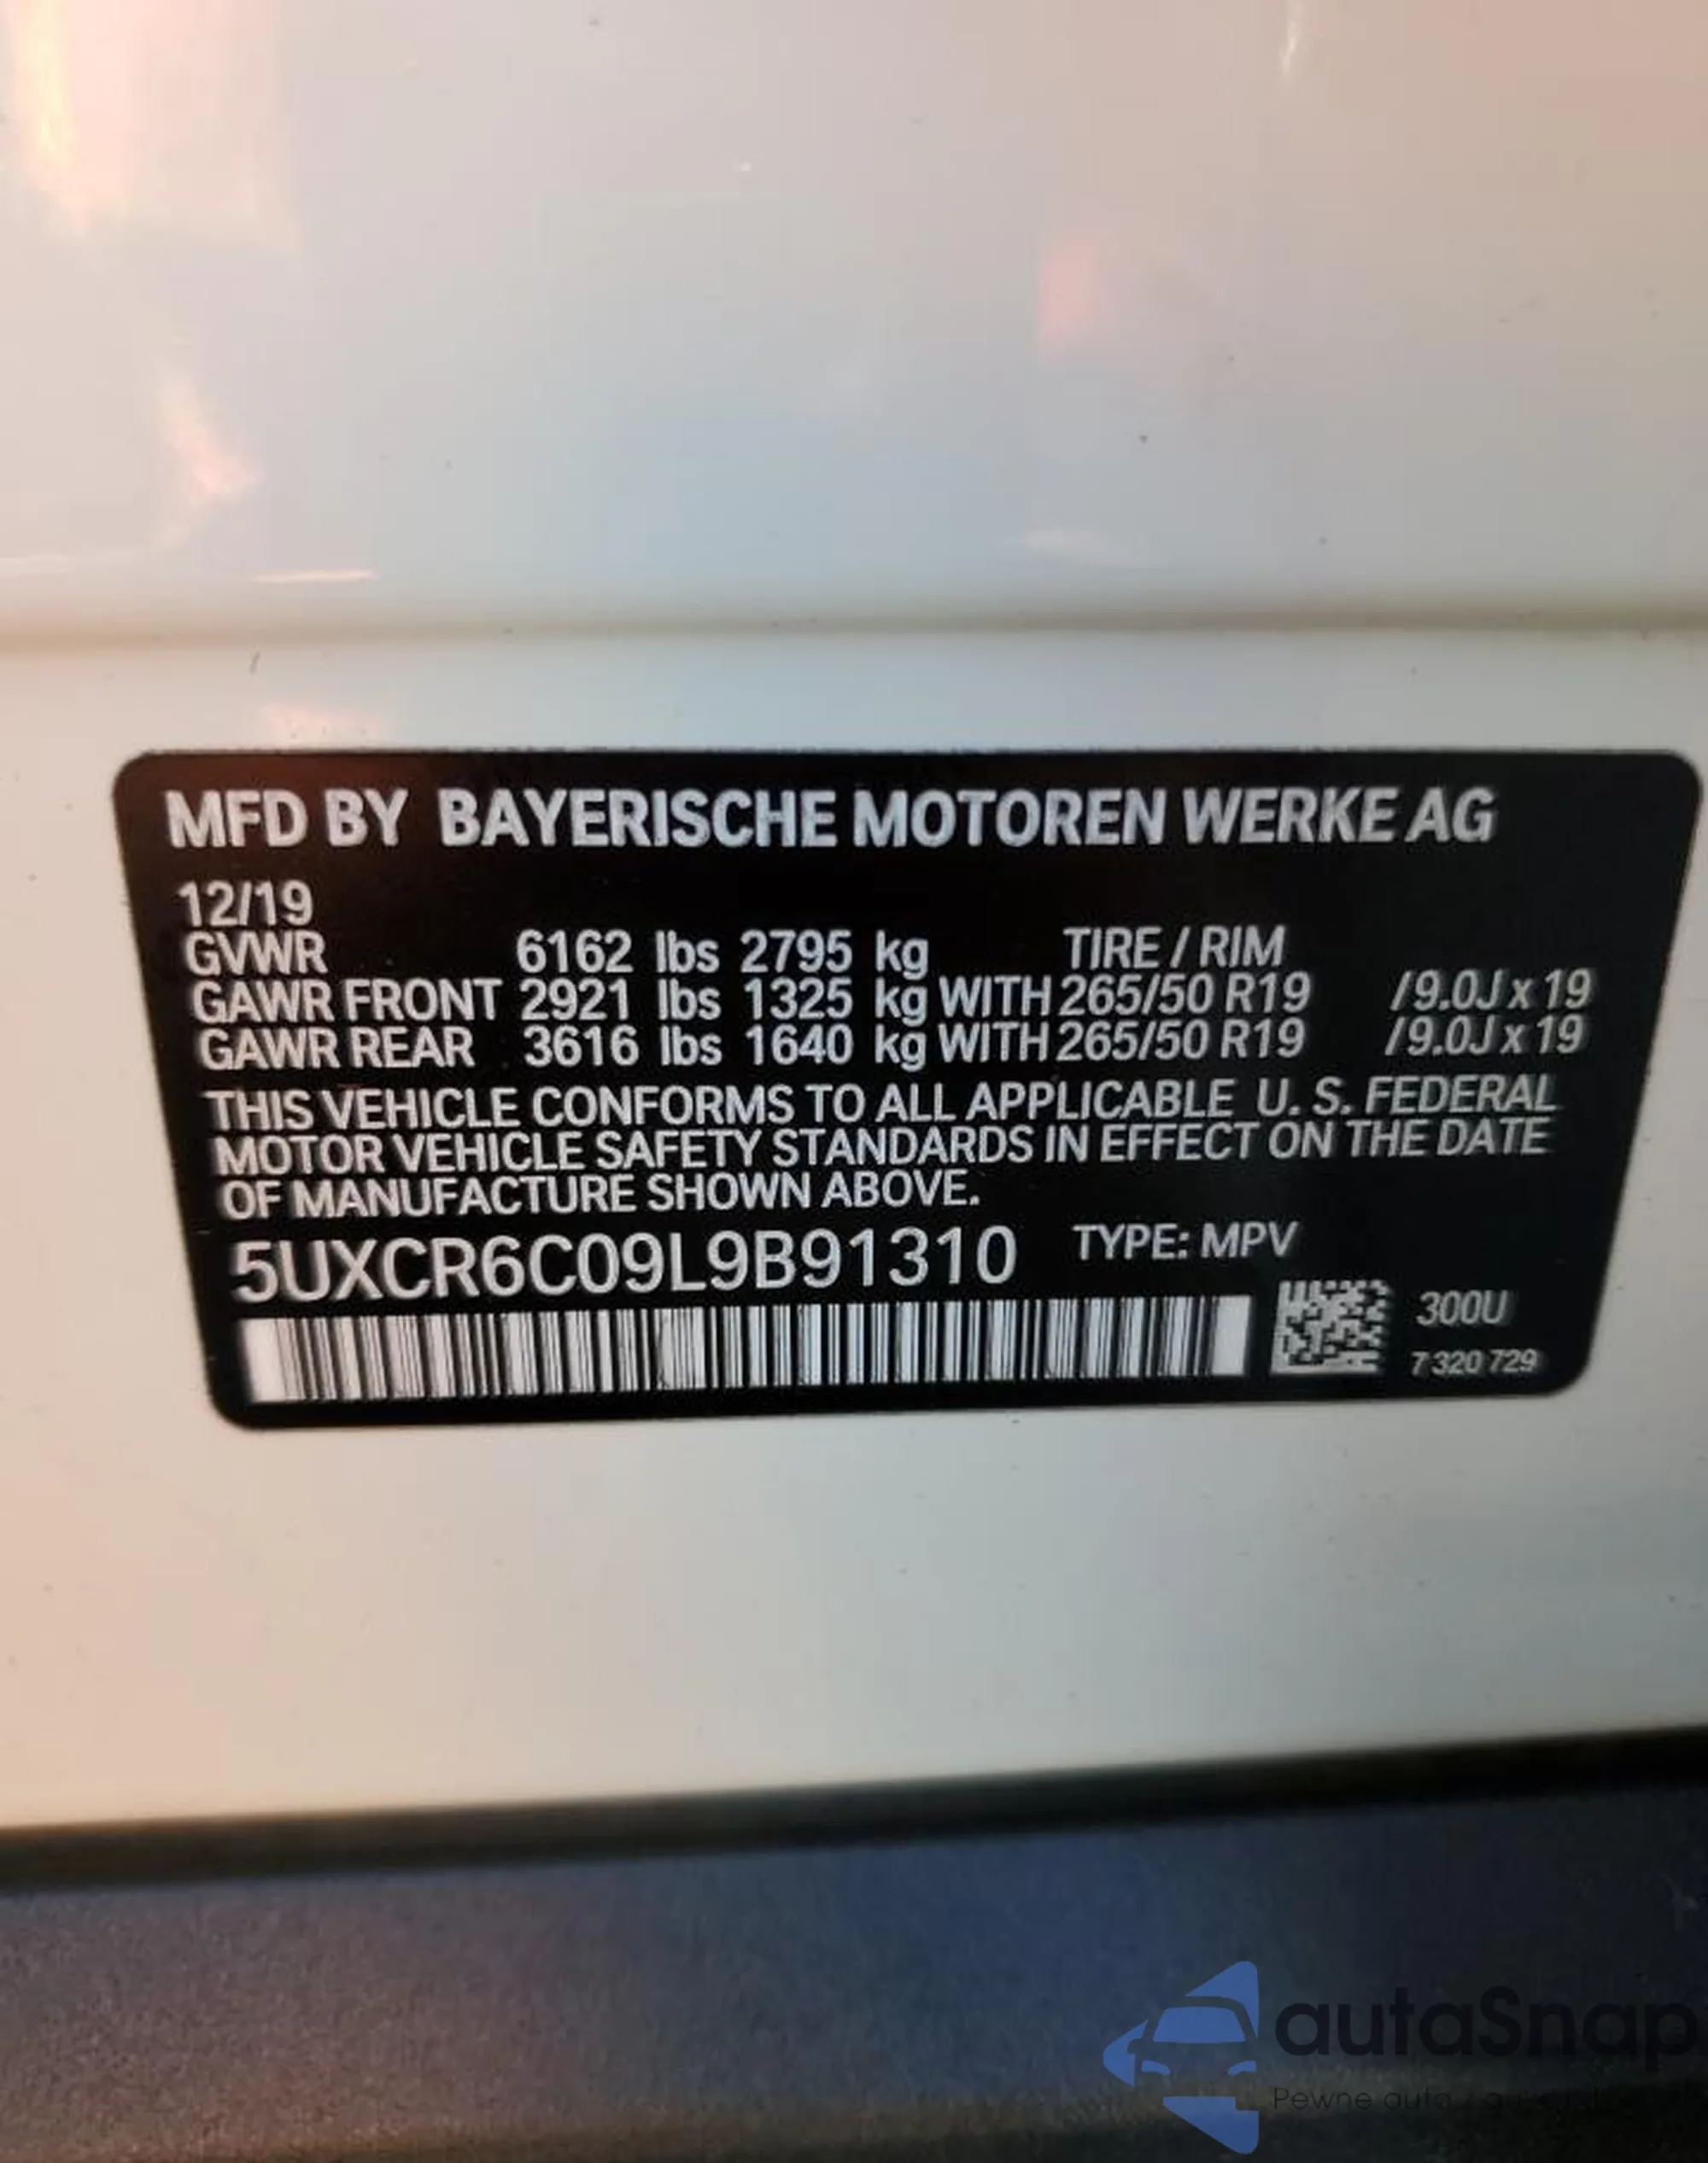 MFD BY BAYERISCHE MOTOREN WERKE AG
12/19
GVWR 6162 lbs 2795 kg TIRE / RIM
GAWR FRONT 2921 lbs 1325 kg WITH 265/50 R19 /9.0J x 19
GAWR REAR 3616 lbs 1640 kg WITH 265/50 R19 /9.0J x 19
THIS VEHICLE CONFORMS TO ALL APPLICABLE U. S. FEDERAL
MOTOR VEHICLE SAFETY STANDARDS IN EFFECT ON THE DATE
OF MANUFACTURE SHOWN ABOVE.
5UXCR6C09L9B91310 TYPE: MPV
300U
7 320 729
autaSnap
Pewne auta